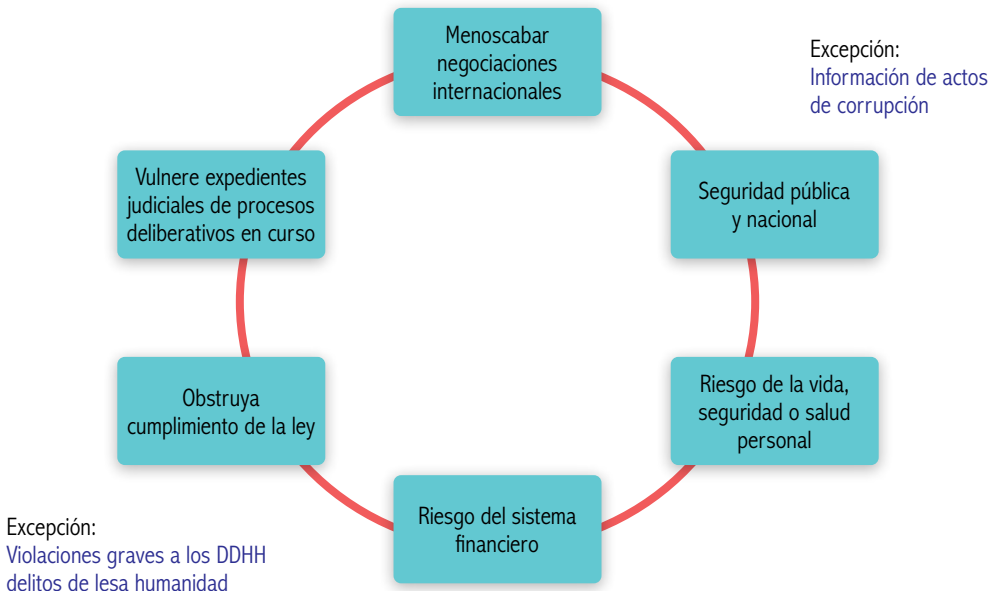 Menoscabar
negociaciones
internacionales
Excepción:
Información de actos
de corrupción
Vulnere expedientes
judiciales de procesos
deliberativos en curso
Seguridad pública
y nacional
Obstruya
cumplimiento de la ley
Riesgo de la vida,
seguridad o salud
personal
Riesgo del sistema
financiero
Excepción:
Violaciones graves a los DDHH
delitos de lesa humanidad